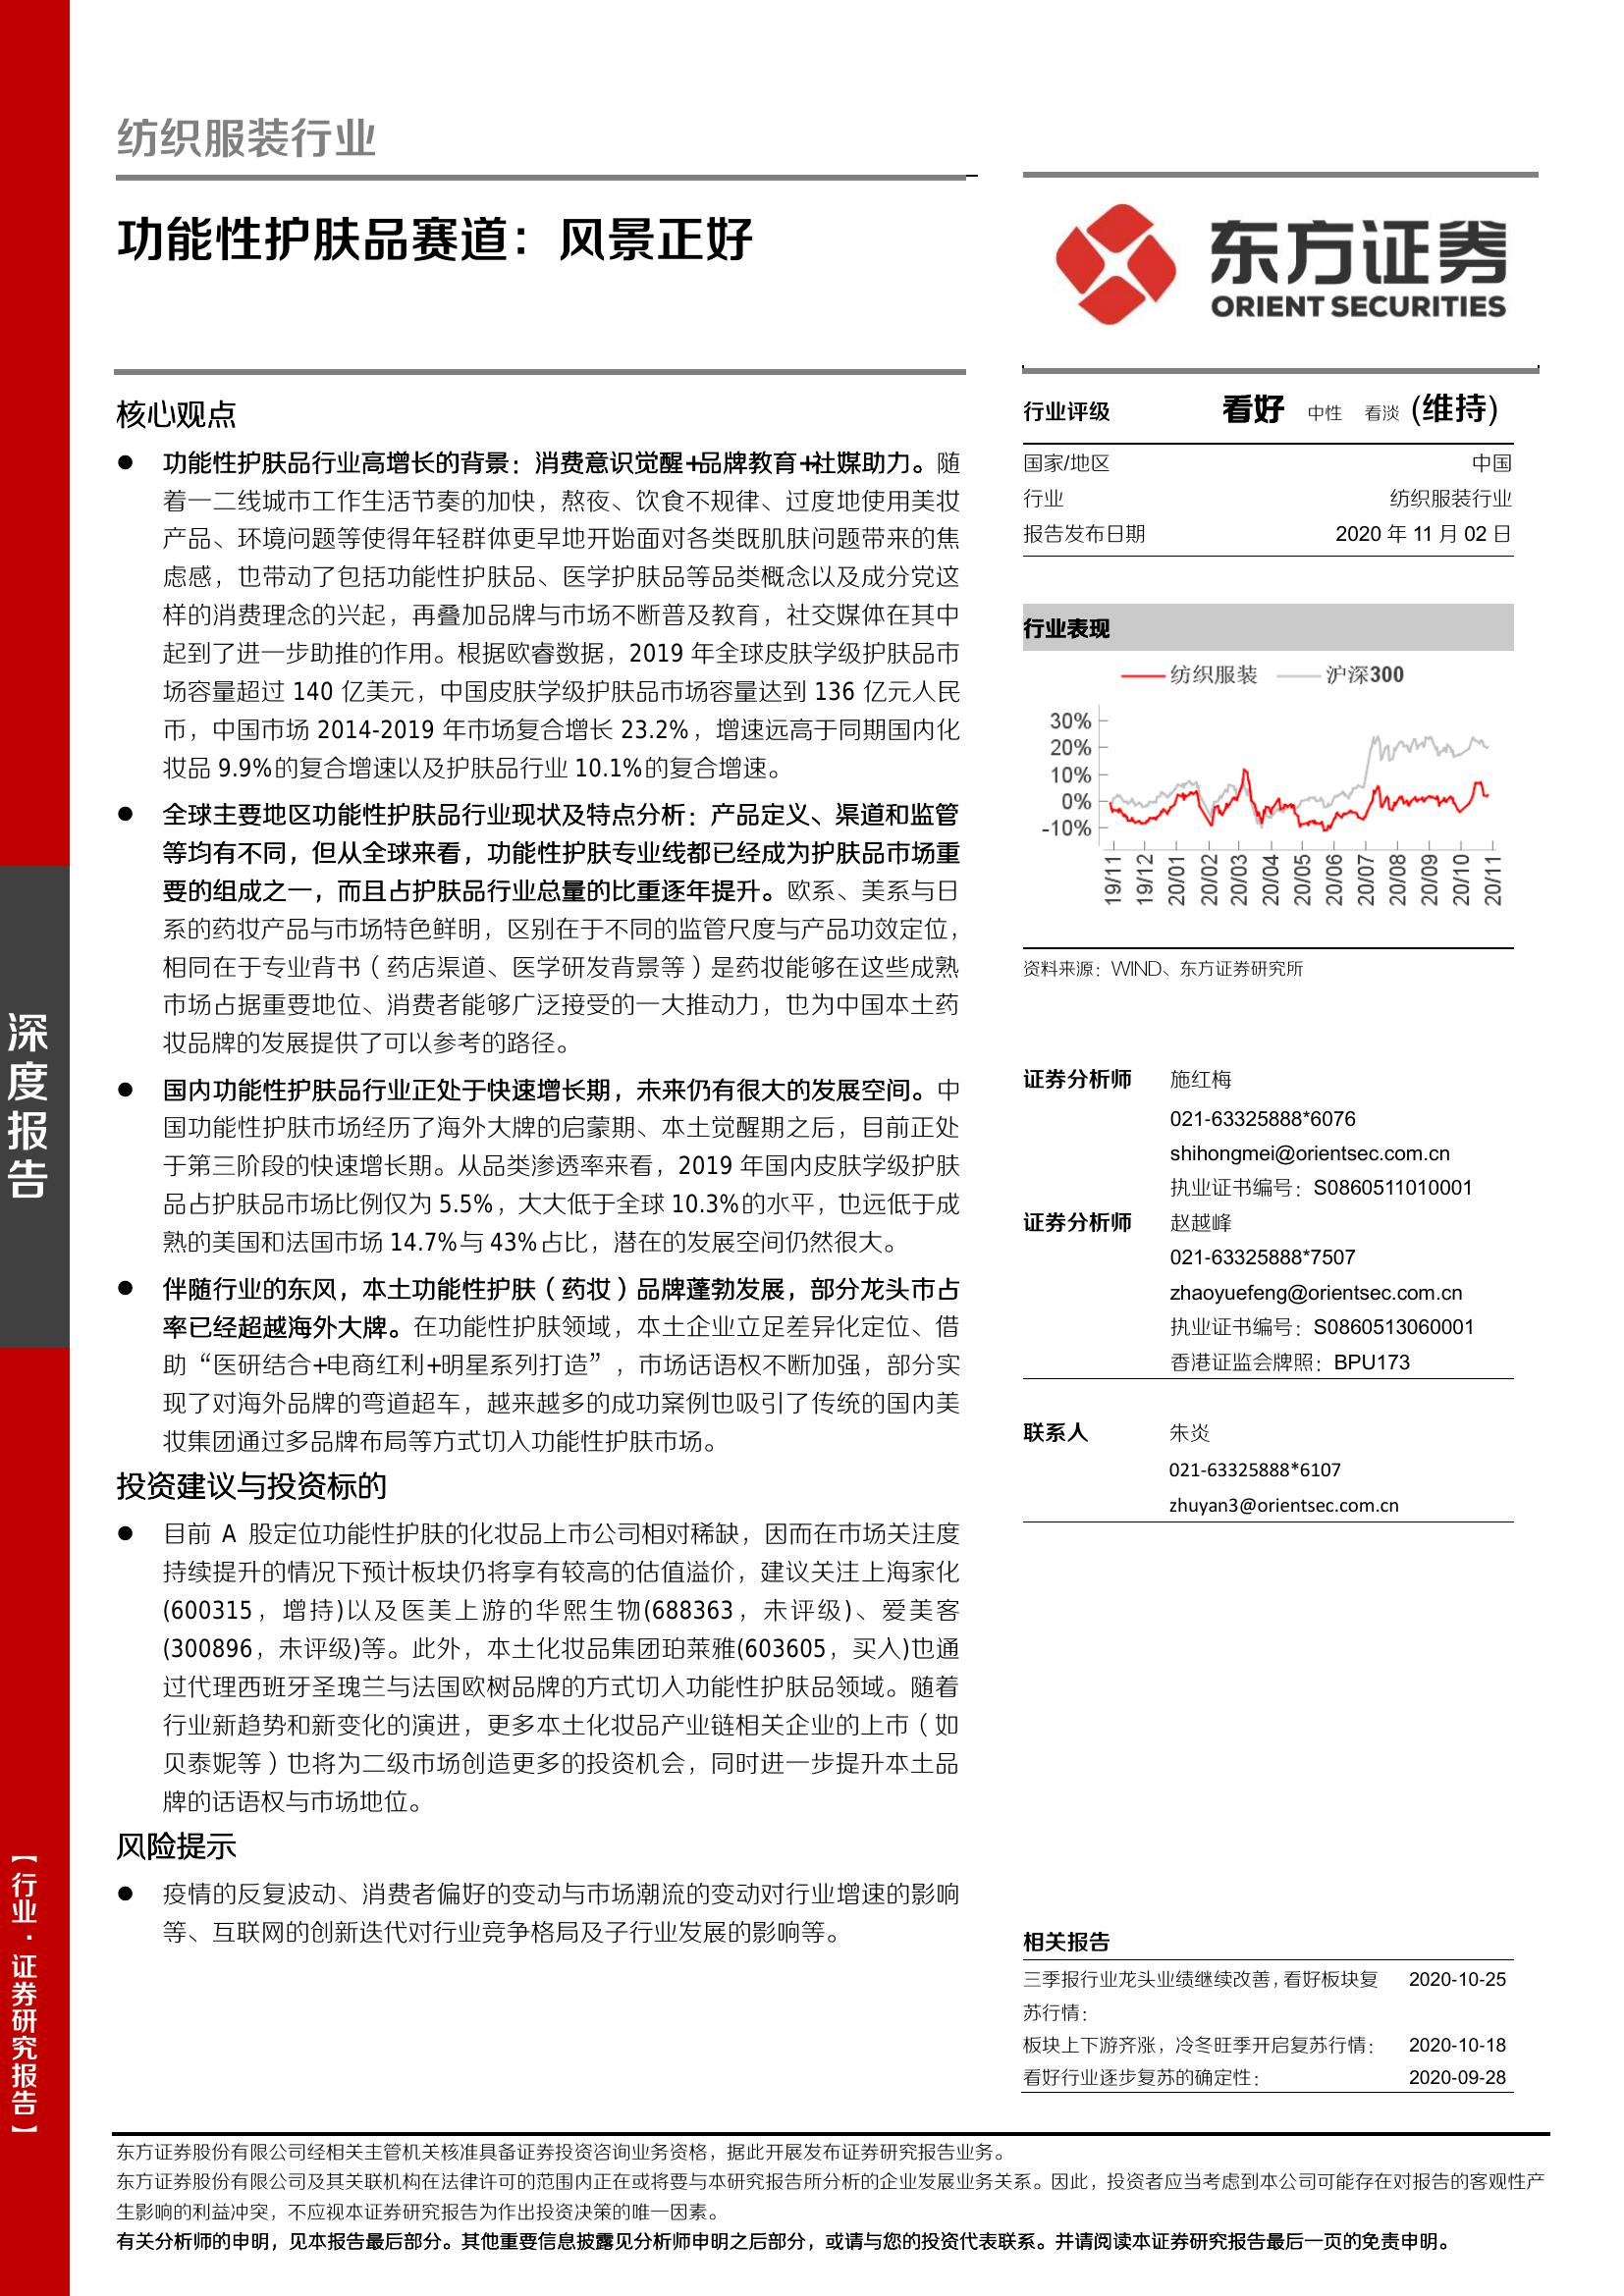 纺织服装行业
功能性护肤品赛道：风景正好
东方证券
ORIENT SECURITIES
核心观点
● 功能性护肤品行业高增长的背景：消费意识觉醒+品牌教育+社媒助力。随
着一二线城市工作生活节奏的加快，熬夜、饮食不规律、过度地使用美妆
产品、环境问题等使得年轻群体更早地开始面对各类既肌肤问题带来的焦
虑感，也带动了包括功能性护肤品、医学护肤品等品类概念以及成分党这
样的消费理念的兴起，再叠加品牌与市场不断普及教育，社交媒体在其中
起到了进一步助推的作用。根据欧睿数据，2019 年全球皮肤学级护肤品市
场容量超过 140 亿美元，中国皮肤学级护肤品市场容量达到 136 亿元人民
币，中国市场 2014-2019 年市场复合增长 23.2%，增速远高于同期国内化
妆品 9.9%的复合增速以及护肤品行业 10.1%的复合增速。
● 全球主要地区功能性护肤品行业现状及特点分析：产品定义、渠道和监管
等均有不同，但从全球来看，功能性护肤专业线都已经成为护肤品市场重
要的组成之一，而且占护肤品行业总量的比重逐年提升。欧系、美系与日
系的药妆产品与市场特色鲜明，区别在于不同的监管尺度与产品功效定位，
相同在于专业背书（药店渠道、医学研发背景等）是药妆能够在这些成熟
市场占据重要地位、消费者能够广泛接受的一大推动力，也为中国本土药
妆品牌的发展提供了可以参考的路径。
● 国内功能性护肤品行业正处于快速增长期，未来仍有很大的发展空间。中
国功能性护肤市场经历了海外大牌的启蒙期、本土觉醒期之后，目前正处
于第三阶段的快速增长期。从品类渗透率来看，2019 年国内皮肤学级护肤
品占护肤品市场比例仅为 5.5%，大大低于全球 10.3%的水平，也远低于成
熟的美国和法国市场 14.7%与 43%占比，潜在的发展空间仍然很大。
● 伴随行业的东风，本土功能性护肤（药妆）品牌蓬勃发展，部分龙头市占
率已经超越海外大牌。在功能性护肤领域，本土企业立足差异化定位、借
助“医研结合+电商红利+明星系列打造”，市场话语权不断加强，部分实
现了对海外品牌的弯道超车，越来越多的成功案例也吸引了传统的国内美
妆集团通过多品牌布局等方式切入功能性护肤市场。
投资建议与投资标的
● 目前 A 股定位功能性护肤的化妆品上市公司相对稀缺，因而在市场关注度
持续提升的情况下预计板块仍将享有较高的估值溢价，建议关注上海家化
(600315，增持)以及医美上游的华熙生物(688363，未评级)、爱美客
(300896，未评级)等。此外，本土化妆品集团珀莱雅(603605，买入)也通
过代理西班牙圣瑰兰与法国欧树品牌的方式切入功能性护肤品领域。随着
行业新趋势和新变化的演进，更多本土化妆品产业链相关企业的上市（如
贝泰妮等）也将为二级市场创造更多的投资机会，同时进一步提升本土品
牌的话语权与市场地位。
风险提示
● 疫情的反复波动、消费者偏好的变动与市场潮流的变动对行业增速的影响
等、互联网的创新迭代对行业竞争格局及子行业发展的影响等。
行业评级 看好 中性 看淡 (维持)
国家/地区 中国
行业 纺织服装行业
报告发布日期 2020 年 11 月 02 日
行业表现
纺织服装 沪深300
30%
20%
10%
0%
-10%
19/11 19/12 20/01 20/02 20/03 20/04 20/05 20/06 20/07 20/08 20/09 20/10 20/11
资料来源：WIND、东方证券研究所
证券分析师 施红梅
021-63325888*6076
shihongmei@orientsec.com.cn
执业证书编号：S0860511010001
证券分析师 赵越峰
021-63325888*7507
zhaoyuefeng@orientsec.com.cn
执业证书编号：S0860513060001
香港证监会牌照：BPU173
联系人 朱炎
021-63325888*6107
zhuyan3@orientsec.com.cn
相关报告
三季报行业龙头业绩继续改善，看好板块复 2020-10-25
苏行情：
板块上下游齐涨，冷冬旺季开启复苏行情： 2020-10-18
看好行业逐步复苏的确定性： 2020-09-28
深度报告
【行业·证券研究报告】
东方证券股份有限公司经相关主管机关核准具备证券投资咨询业务资格，据此开展发布证券研究报告业务。
东方证券股份有限公司及其关联机构在法律许可的范围内正在或将要与本研究报告所分析的企业发展业务关系。因此，投资者应当考虑到本公司可能存在对报告的客观性产
生影响的利益冲突，不应视本证券研究报告为作出投资决策的唯一因素。
有关分析师的申明，见本报告最后部分。其他重要信息披露见分析师申明之后部分，或请与您的投资代表联系。并请阅读本证券研究报告最后一页的免责申明。